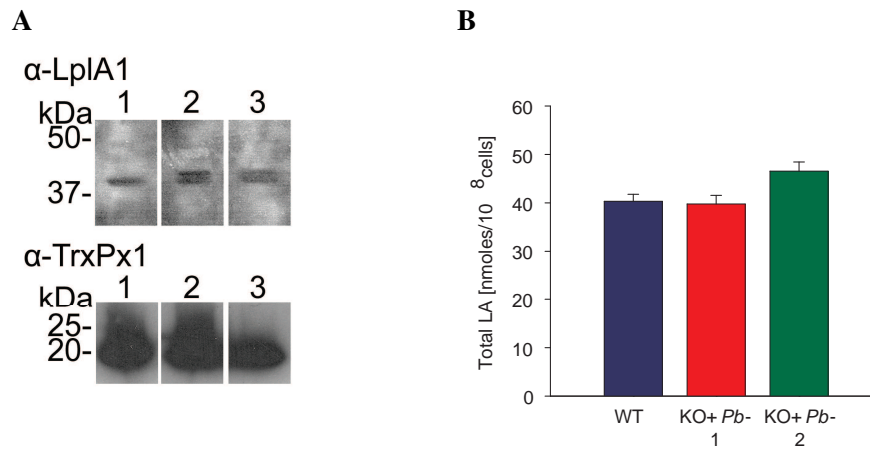 A
α-LplA1
kDa 1 2 3
50-
37-
α-TrxPx1
kDa 1 2 3
25-
20-
B
Total LA [nmoles/10 8cells]
60
50
40
30
20
10
0
WT KO+ Pb-1 KO+ Pb-2